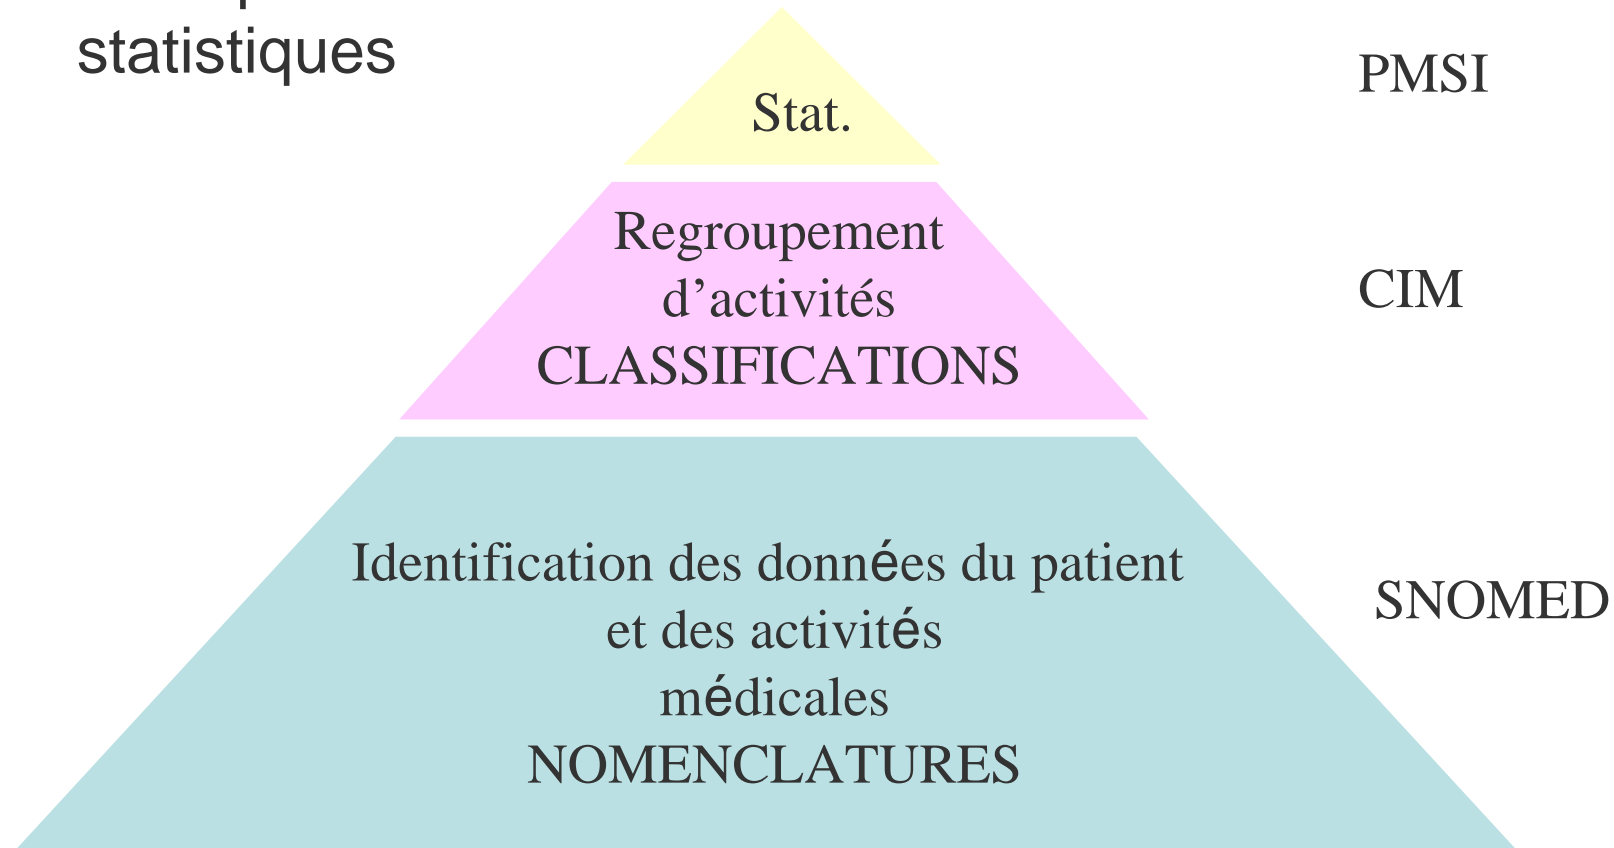 statistiques
PMSI
Stat.
Regroupement
d’activités
CLASSIFICATIONS
CIM
Identification des données du patient
et des activités
médicales
NOMENCLATURES
SNOMED